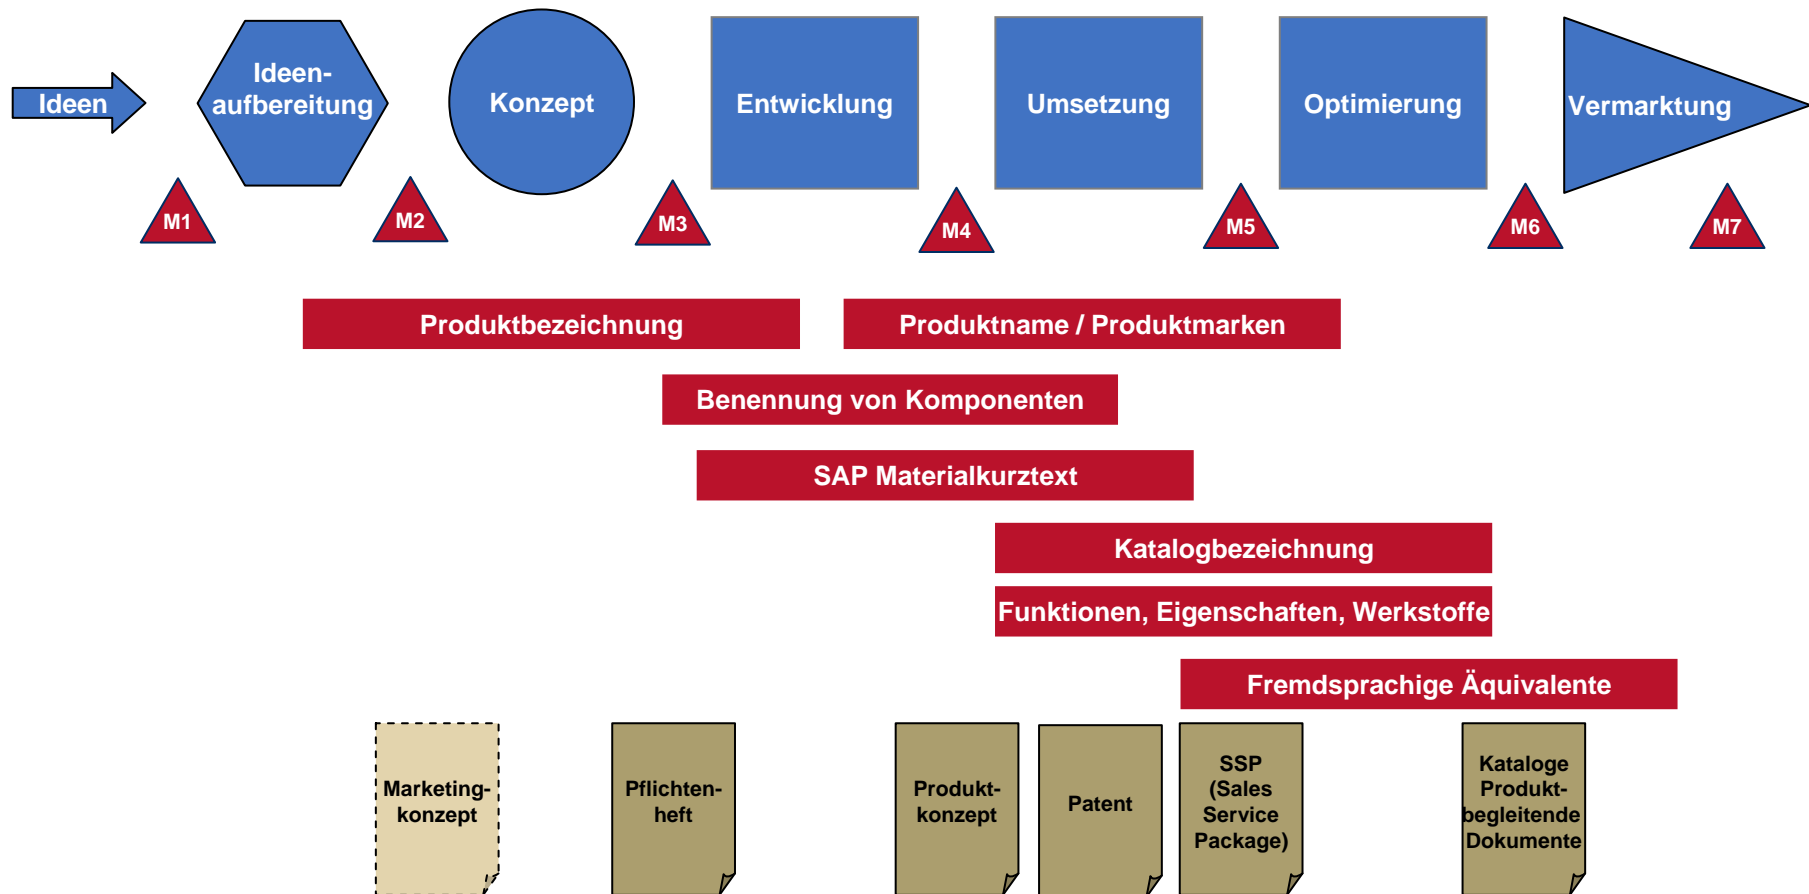 Ideen
Ideen-
aufbereitung
Konzept
Entwicklung
Umsetzung
Optimierung
Vermarktung
M1
M2
M3
M4
M5
M6
M7
Produktbezeichnung
Produktname / Produktmarken
Benennung von Komponenten
SAP Materialkurztext
Katalogbezeichnung
Funktionen, Eigenschaften, Werkstoffe
Fremdsprachige Äquivalente
Marketing-
konzept
Pflichten-
heft
Produkt-
konzept
Patent
SSP
(Sales
Service
Package)
Kataloge
Produkt-
begleitende
Dokumente